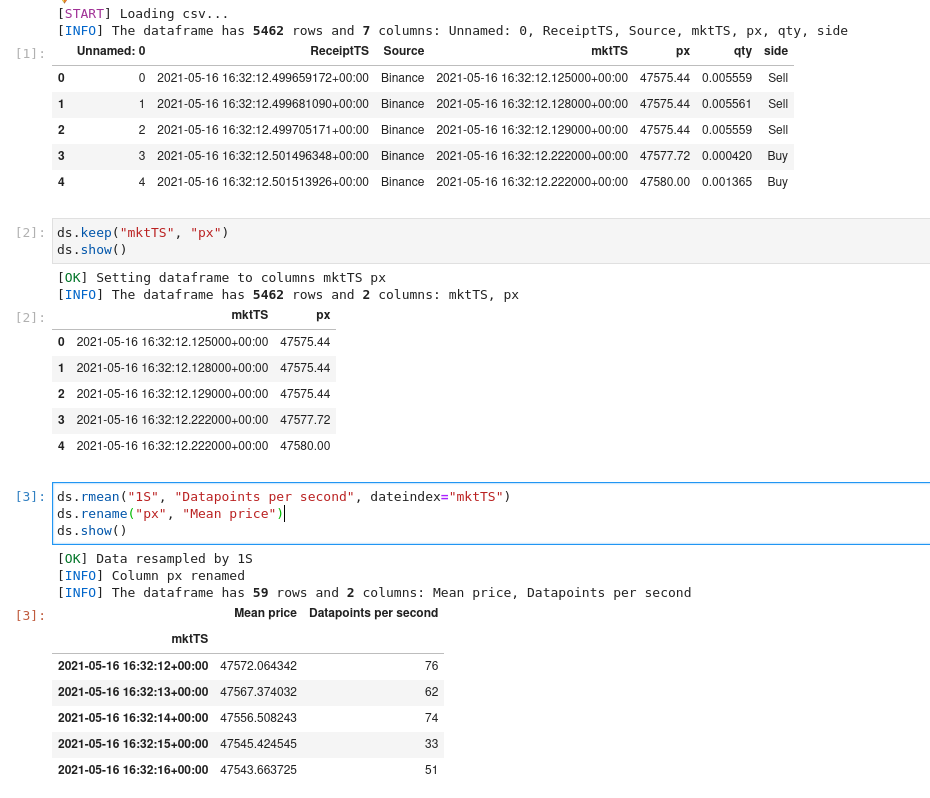 [START] Loading csv...
[INFO] The dataframe has 5462 rows and 7 columns: Unnamed: 0, ReceiptTS, Source, mktTS, px, qty, side
[1]: Unnamed: 0 ReceiptTS Source mktTS px qty side
0 0 2021-05-16 16:32:12.499659172+00:00 Binance 2021-05-16 16:32:12.125000+00:00 47575.44 0.005559 Sell
1 1 2021-05-16 16:32:12.499681090+00:00 Binance 2021-05-16 16:32:12.128000+00:00 47575.44 0.005561 Sell
2 2 2021-05-16 16:32:12.499705171+00:00 Binance 2021-05-16 16:32:12.129000+00:00 47575.44 0.005559 Sell
3 3 2021-05-16 16:32:12.501496348+00:00 Binance 2021-05-16 16:32:12.222000+00:00 47577.72 0.000420 Buy
4 4 2021-05-16 16:32:12.501513926+00:00 Binance 2021-05-16 16:32:12.222000+00:00 47580.00 0.001365 Buy
[2]: ds.keep("mktTS", "px")
ds.show()
[OK] Setting dataframe to columns mktTS px
[INFO] The dataframe has 5462 rows and 2 columns: mktTS, px
[2]: mktTS px
0 2021-05-16 16:32:12.125000+00:00 47575.44
1 2021-05-16 16:32:12.128000+00:00 47575.44
2 2021-05-16 16:32:12.129000+00:00 47575.44
3 2021-05-16 16:32:12.222000+00:00 47577.72
4 2021-05-16 16:32:12.222000+00:00 47580.00
[3]: ds.rmean("1S", "Datapoints per second", dateindex="mktTS")
ds.rename("px", "Mean price")
ds.show()
[OK] Data resampled by 1S
[INFO] Column px renamed
[INFO] The dataframe has 59 rows and 2 columns: Mean price, Datapoints per second
[3]: Mean price Datapoints per second
mktTS
2021-05-16 16:32:12+00:00 47572.064342 76
2021-05-16 16:32:13+00:00 47567.374032 62
2021-05-16 16:32:14+00:00 47556.508243 74
2021-05-16 16:32:15+00:00 47545.424545 33
2021-05-16 16:32:16+00:00 47543.663725 51